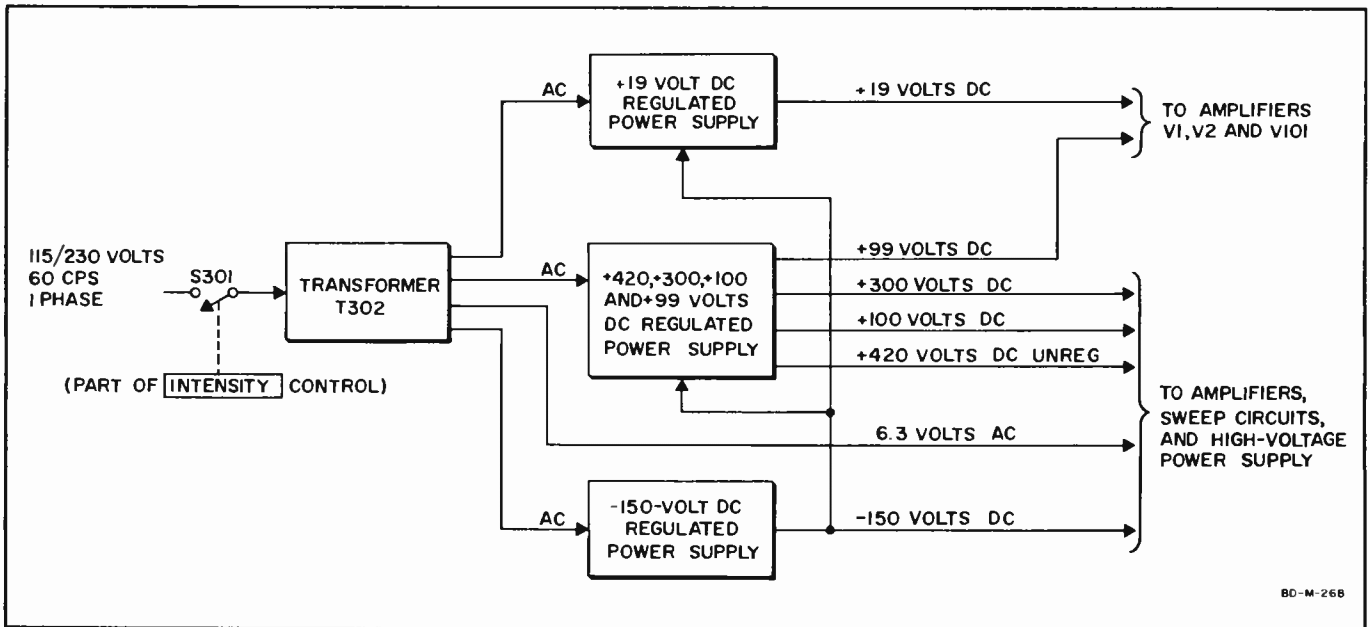 115/230 VOLTS
60 CPS
1 PHASE
S301
(PART OF INTENSITY CONTROL)
TRANSFORMER
T302
AC
+19 VOLT DC
REGULATED
POWER SUPPLY
+19 VOLTS DC
TO AMPLIFIERS
V1, V2 AND V101
AC
+420,+300,+100
AND+99 VOLTS
DC REGULATED
POWER SUPPLY
+99 VOLTS DC
+300 VOLTS DC
+100 VOLTS DC
+420 VOLTS DC UNREG
6.3 VOLTS AC
AC
-150-VOLT DC
REGULATED
POWER SUPPLY
-150 VOLTS DC
TO AMPLIFIERS,
SWEEP CIRCUITS,
AND HIGH-VOLTAGE
POWER SUPPLY
BD-M-268